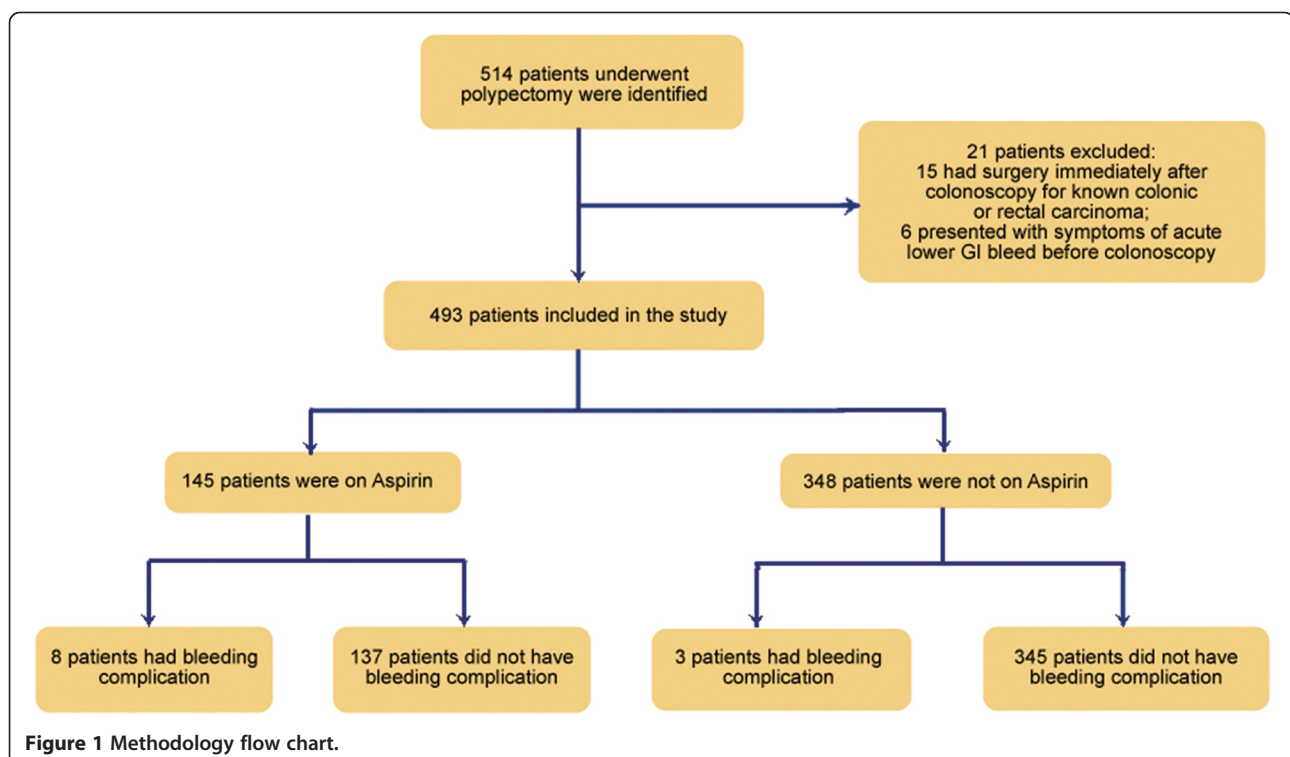 514 patients underwent
polypectomy were identified
21 patients excluded:
15 had surgery immediately after
colonoscopy for known colonic
or rectal carcinoma;
6 presented with symptoms of acute
lower GI bleed before colonoscopy
493 patients included in the study
145 patients were on Aspirin
348 patients were not on Aspirin
8 patients had bleeding
complication
137 patients did not have
bleeding complication
3 patients had bleeding
complication
345 patients did not have
bleeding complication
Figure 1 Methodology flow chart.